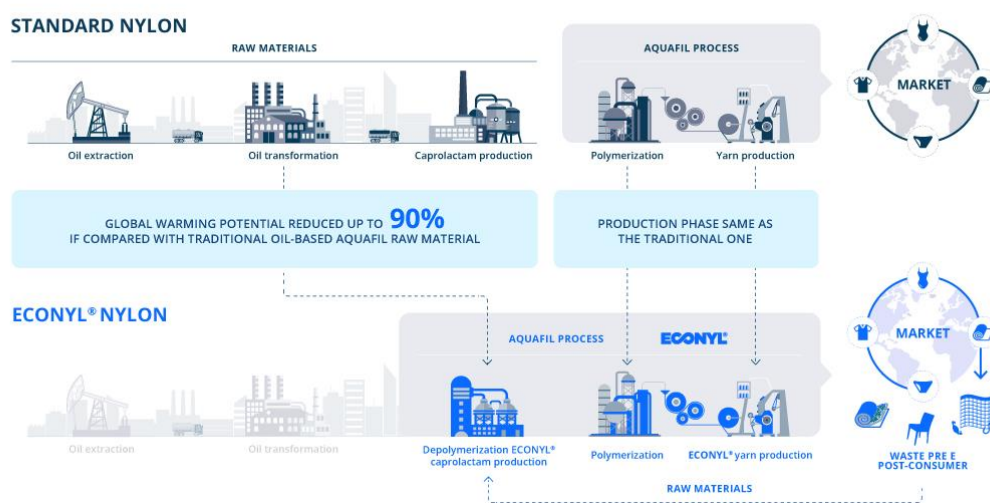 STANDARD NYLON
RAW MATERIALS
AQUAFIL PROCESS
MARKET
Oil extraction
Oil transformation
Caprolactam production
Polymerization
Yarn production
GLOBAL WARMING POTENTIAL REDUCED UP TO 90%
IF COMPARED WITH TRADITIONAL OIL-BASED AQUAFIL RAW MATERIAL
PRODUCTION PHASE SAME AS
THE TRADITIONAL ONE
ECONYL® NYLON
AQUAFIL PROCESS
ECONYL®
MARKET
Oil extraction
Oil transformation
Depolymerization ECONYL®
caprolactam production
Polymerization
ECONYL® yarn production
WASTE PRE E
POST-CONSUMER
RAW MATERIALS